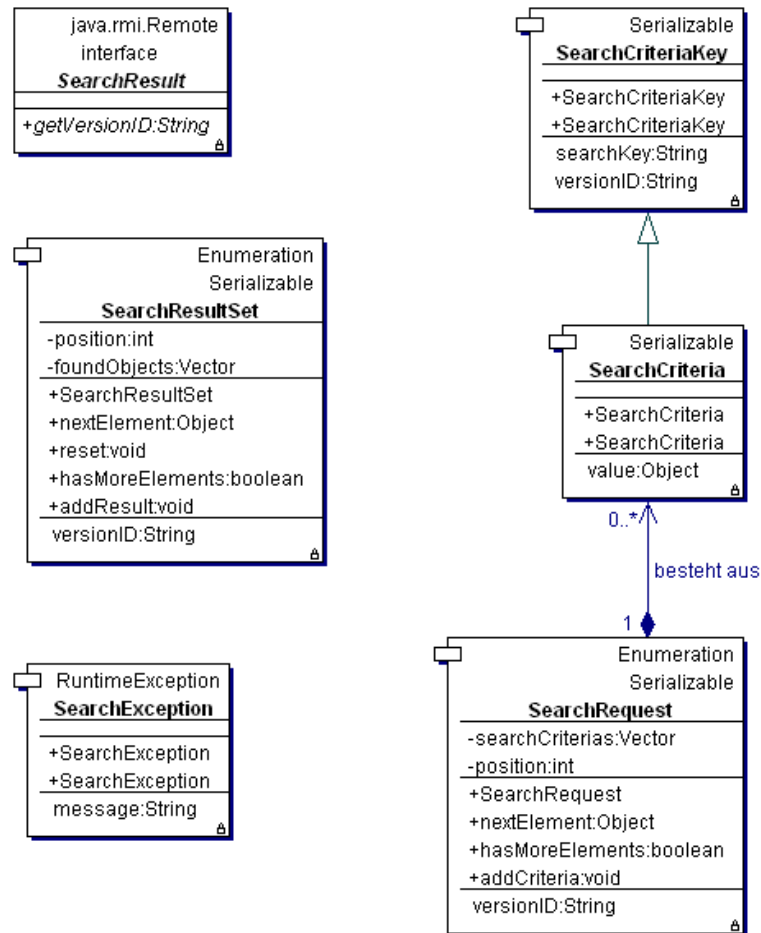 java.rmi.Remote
interface
SearchResult
+getVersionID:String
Serializable
SearchCriteriaKey
+SearchCriteriaKey
+SearchCriteriaKey
searchKey:String
versionID:String
Enumeration
Serializable
SearchResultSet
-position:int
-foundObjects:Vector
+SearchResultSet
+nextElement:Object
+reset:void
+hasMoreElements:boolean
+addResult:void
versionID:String
Serializable
SearchCriteria
+SearchCriteria
+SearchCriteria
value:Object
0..*
besteht aus
1
RuntimeException
SearchException
+SearchException
+SearchException
message:String
Enumeration
Serializable
SearchRequest
-searchCriterias:Vector
-position:int
+SearchRequest
+nextElement:Object
+hasMoreElements:boolean
+addCriteria:void
versionID:String